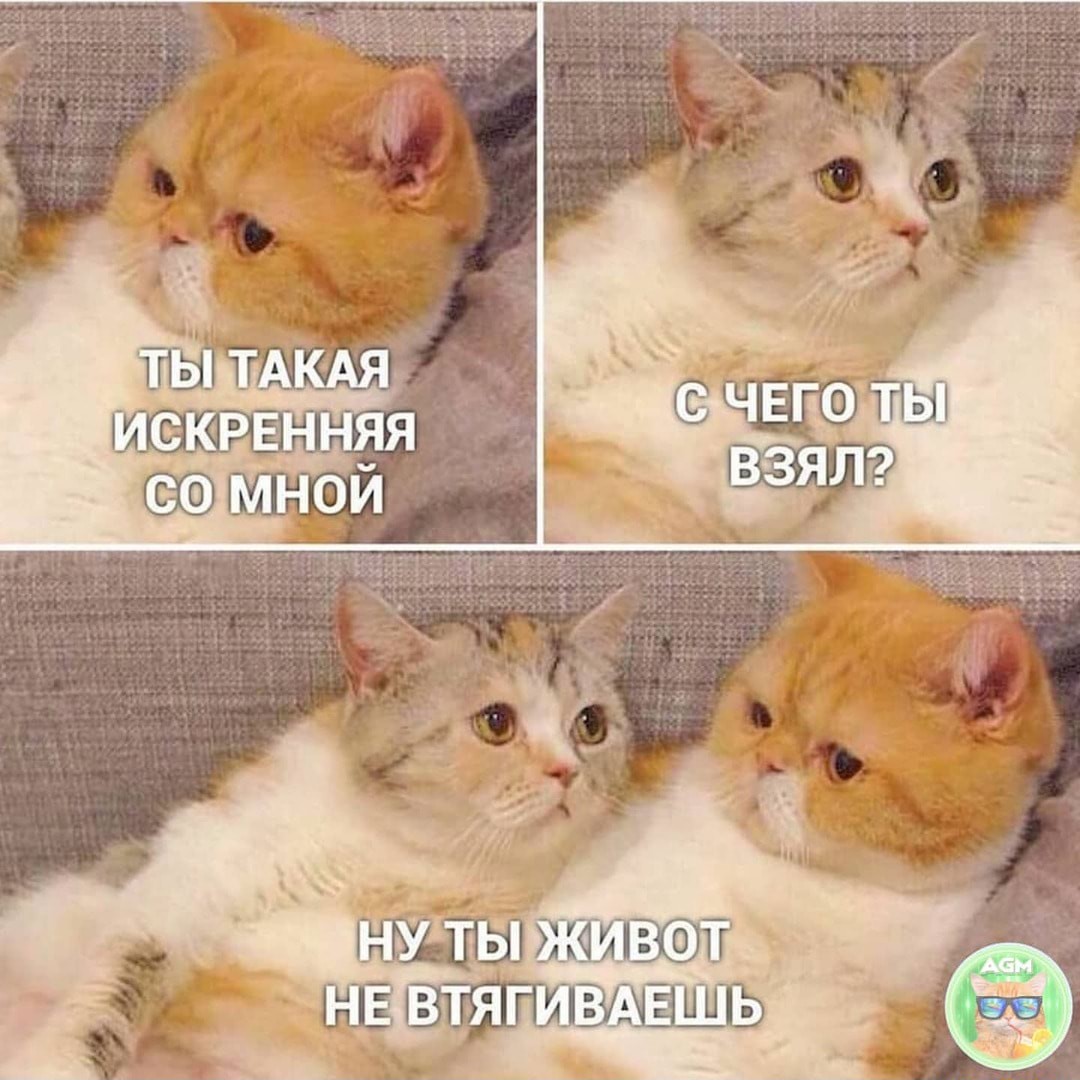 ТЫ ТАКАЯ
ИСКРЕННЯЯ
СО МНОЙ
С ЧЕГО ТЫ
ВЗЯЛ?
НУ ТЫ ЖИВОТ
НЕ ВТЯГИВАЕШЬ
AGM